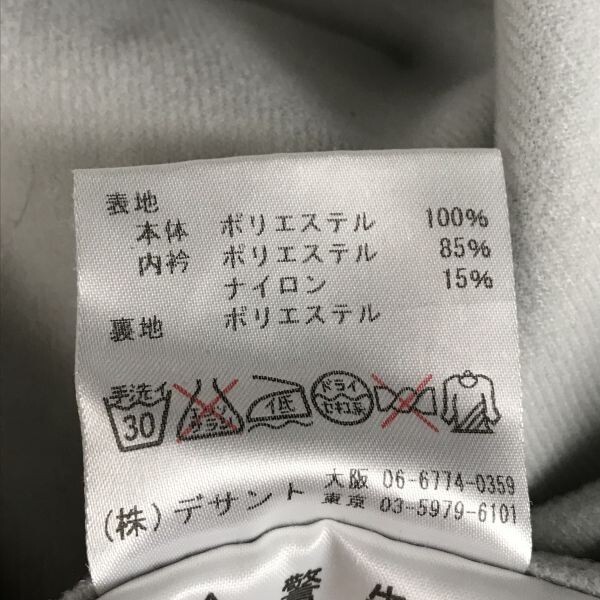 表地
本体 ポリエステル 100%
内衿 ポリエステル 85%
ナイロン 15%
裏地 ポリエステル
手洗イ 30 エンソ サラシ イ 低 ドライ セキユ系
(株)デサント 大阪 06-6774-0359
東京 03-5979-6101
警 告